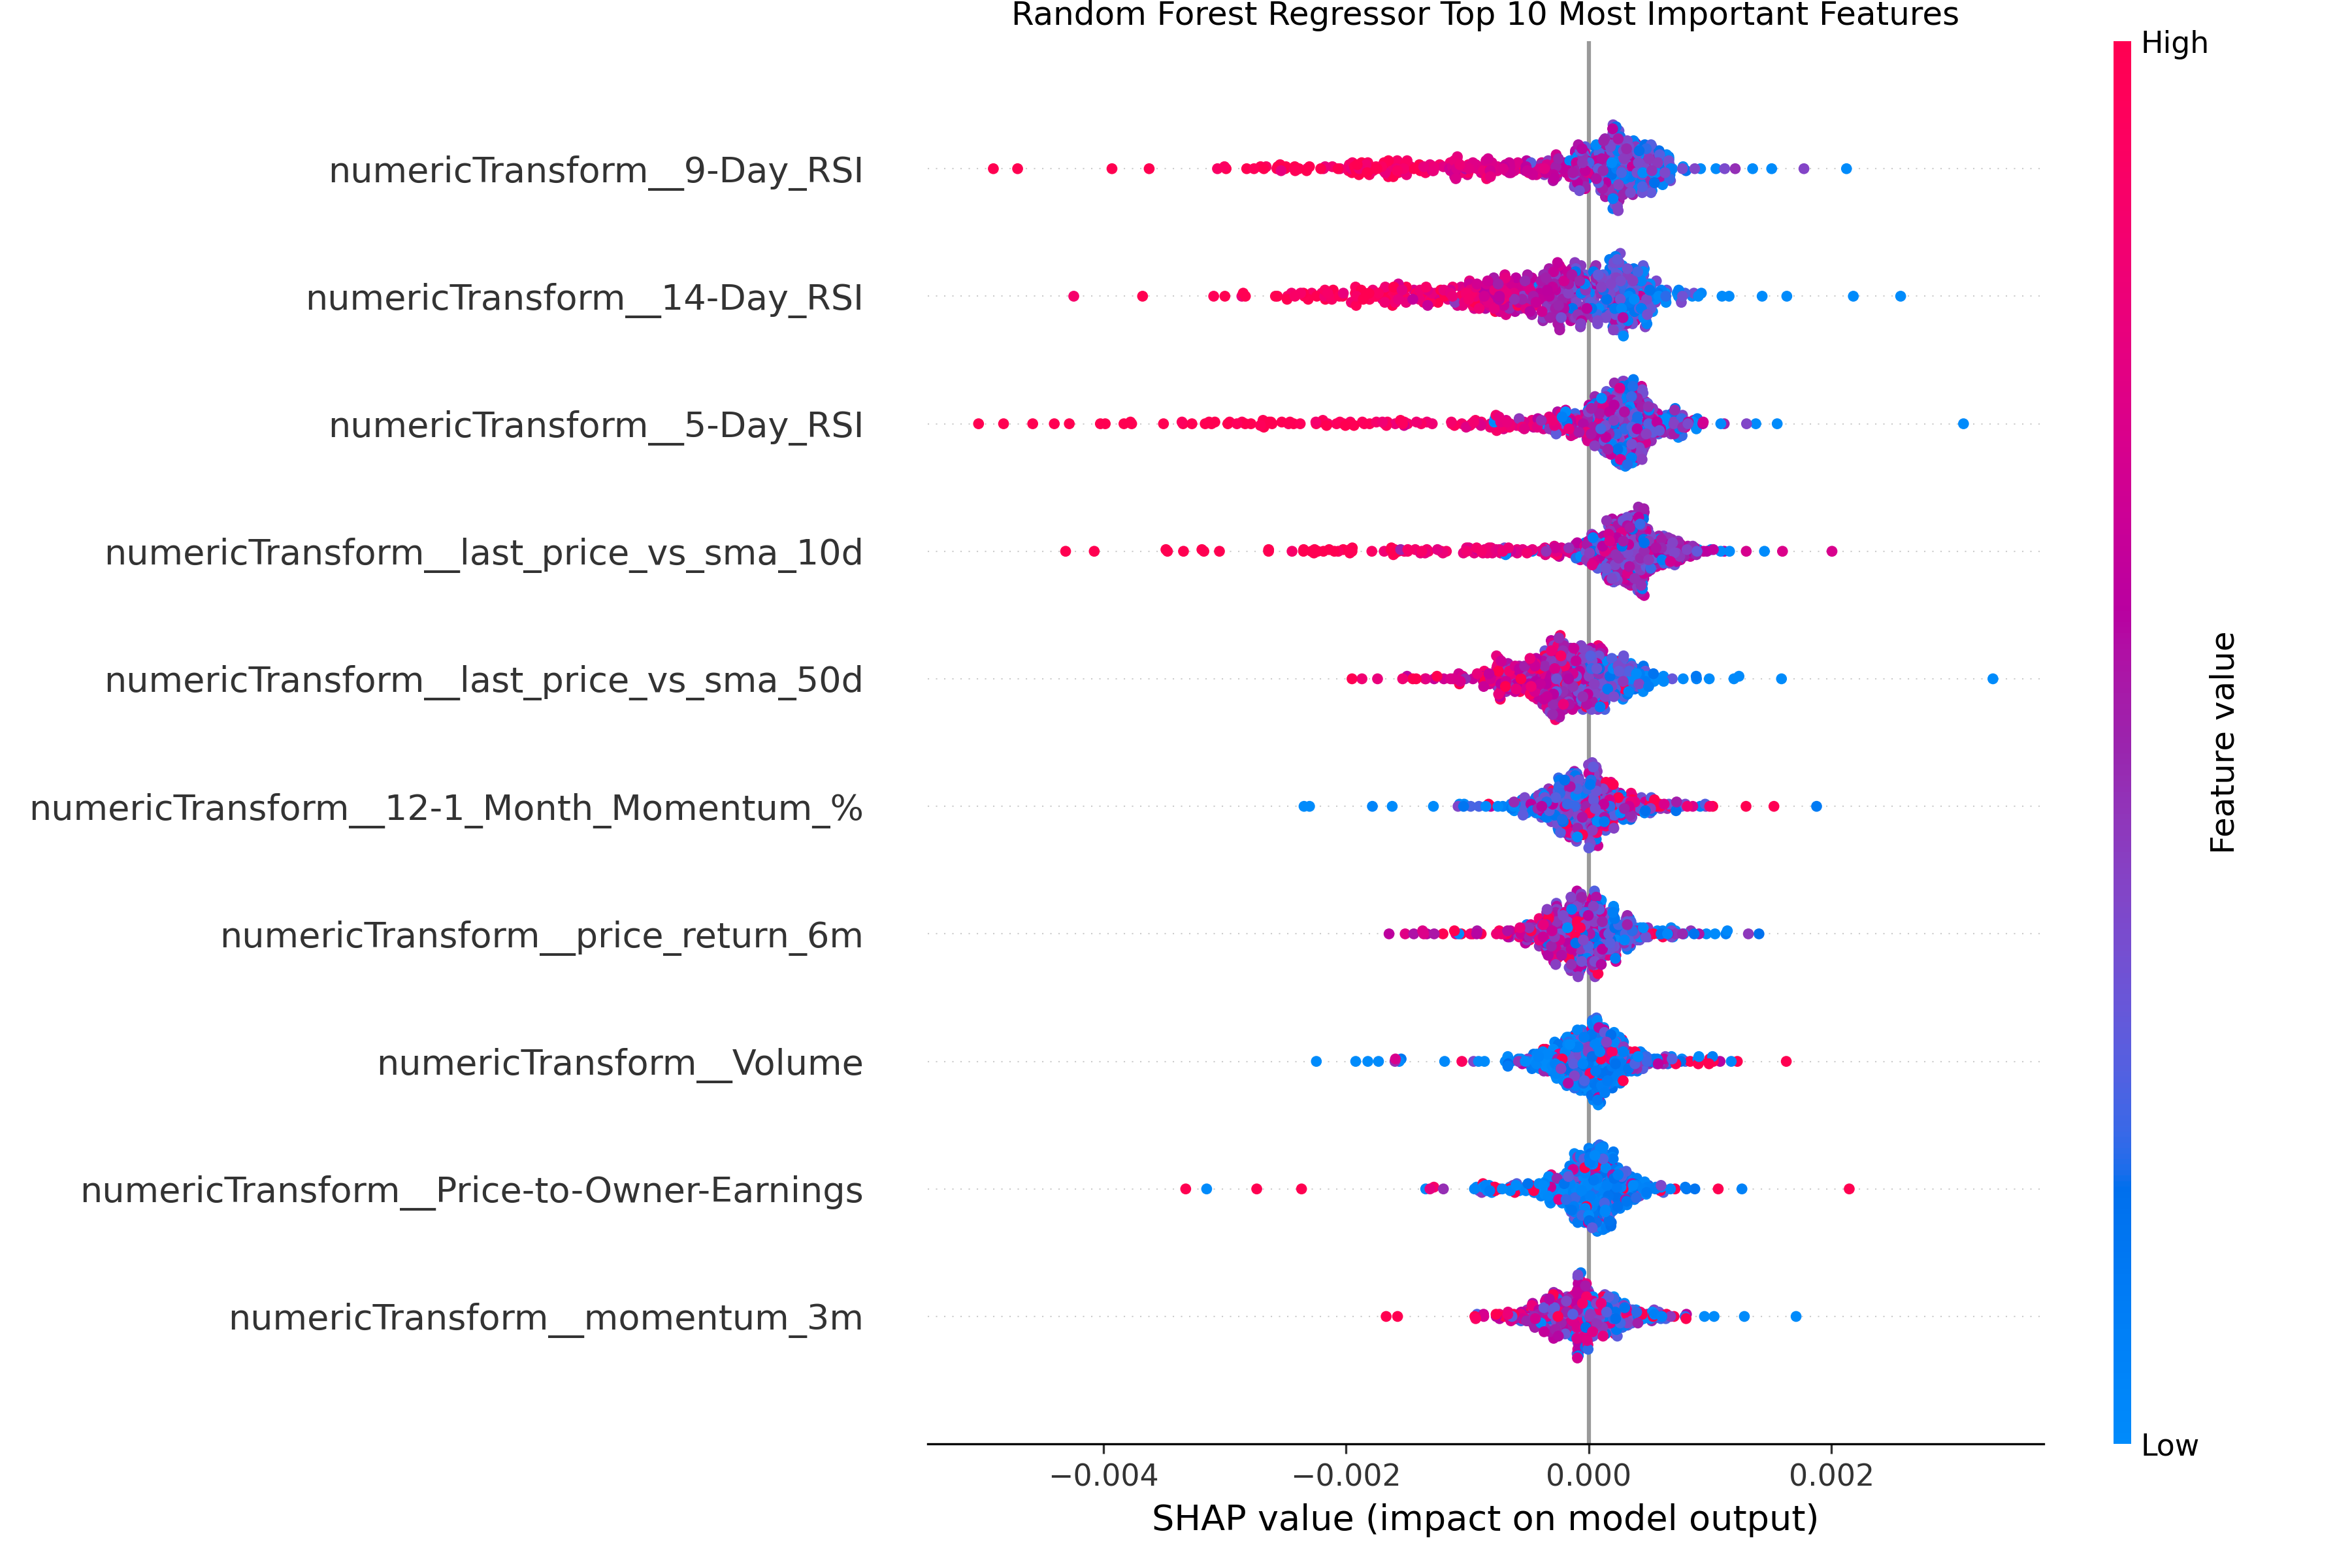 Random Forest Regressor Top 10 Most Important Features
High
numericTransform__9-Day_RSI
numericTransform__14-Day_RSI
numericTransform__5-Day_RSI
numericTransform__last_price_vs_sma_10d
numericTransform__last_price_vs_sma_50d
numericTransform__12-1_Month_Momentum_%
numericTransform__price_return_6m
numericTransform__Volume
numericTransform__Price-to-Owner-Earnings
numericTransform__momentum_3m
Feature value
Low
−0.004 −0.002 0.000 0.002
SHAP value (impact on model output)